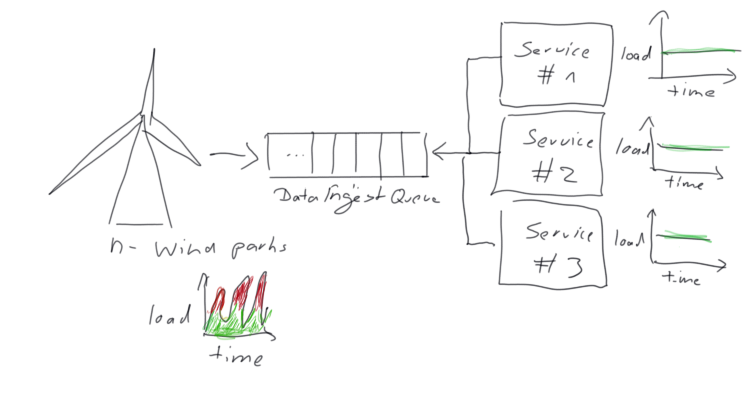 Service
# 1
load
time
...
Data Ingest Queue
Service
#2
load
time
n- Wind parks
Service
#3
load
time
load
time